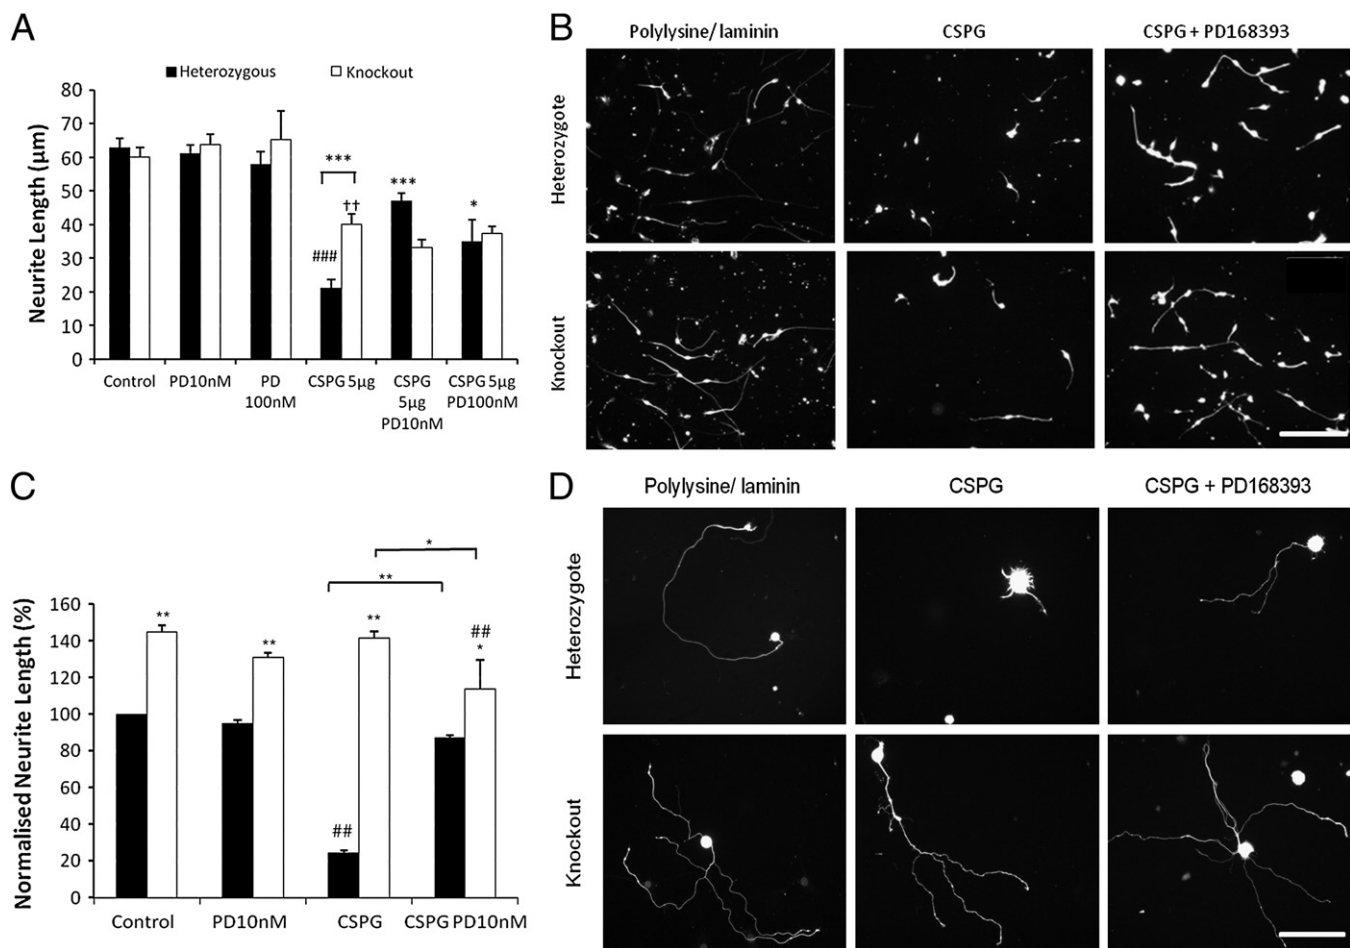 A
Heterozygous Knockout
Neurite Length (µm)
80
70
60
50
40
30
20
10
0
***
###
††
***
*
Control PD10nM PD 100nM CSPG 5µg CSPG 5µg PD10nM CSPG 5µg PD100nM
B
Polylysine/ laminin CSPG CSPG + PD168393
Heterozygote
Knockout
C
Normalised Neurite Length (%)
160
140
120
100
80
60
40
20
0
*
**
**
**
**
##
*
##
Control PD10nM CSPG CSPG PD10nM
D
Polylysine/ laminin CSPG CSPG + PD168393
Heterozygote
Knockout